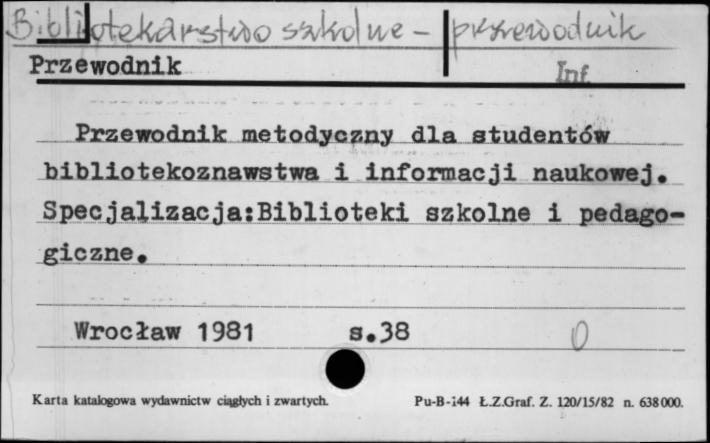 Bibliotekarstwo szkolne - przewodnik
Przewodnik
Inf.
Przewodnik metodyczny dla studentów
bibliotekoznawstwa i informacji naukowej.
Specjalizacja:Biblioteki szkolne i pedago-
giczne.
Wrocław 1981 s.38
0
Karta katalogowa wydawnictw ciągłych i zwartych. Pu-B-144 Ł.Z.Graf. Z. 120/15/82 n. 638000.